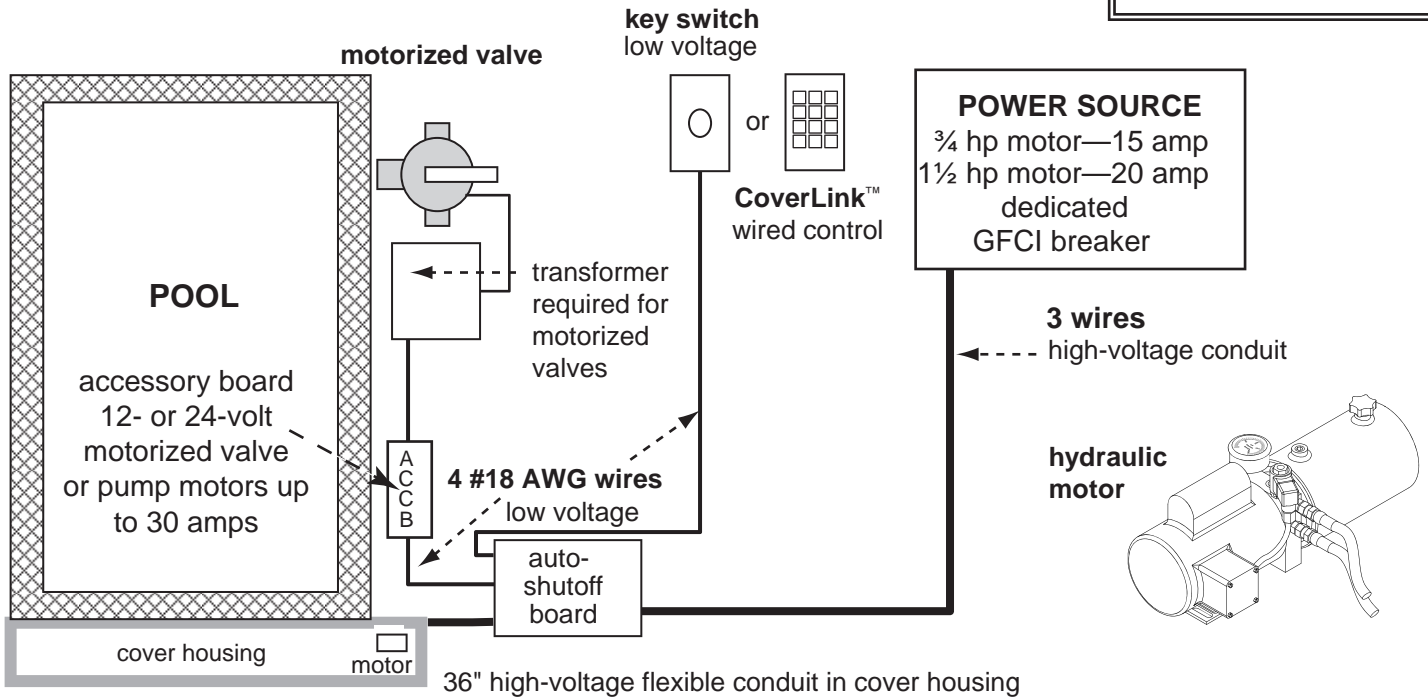 key switch
low voltage
motorized valve
or
CoverLink™
wired control
POWER SOURCE
¾ hp motor—15 amp
1½ hp motor—20 amp
dedicated
GFCI breaker
transformer
required for
motorized
valves
POOL
accessory board
12- or 24-volt
motorized valve
or pump motors up
to 30 amps
A
C
C
B
4 #18 AWG wires
low voltage
3 wires
high-voltage conduit
hydraulic
motor
auto-
shutoff
board
cover housing
motor
36" high-voltage flexible conduit in cover housing